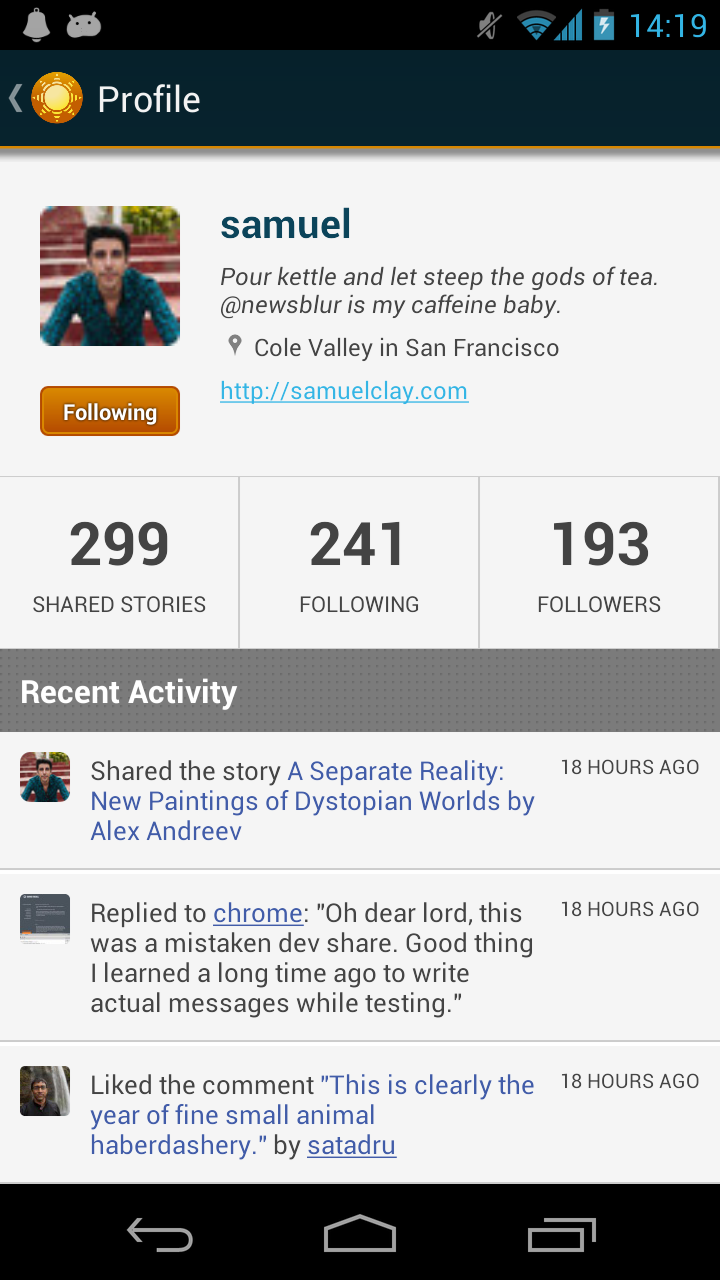 14:19
Profile
samuel
Pour kettle and let steep the gods of tea.
@newsblur is my caffeine baby.
Cole Valley in San Francisco
http://samuelclay.com
Following
299
SHARED STORIES
241
FOLLOWING
193
FOLLOWERS
Recent Activity
Shared the story A Separate Reality:
New Paintings of Dystopian Worlds by
Alex Andreev
18 HOURS AGO
Replied to chrome: "Oh dear lord, this
was a mistaken dev share. Good thing
I learned a long time ago to write
actual messages while testing."
18 HOURS AGO
Liked the comment "This is clearly the
year of fine small animal
haberdashery." by satadru
18 HOURS AGO